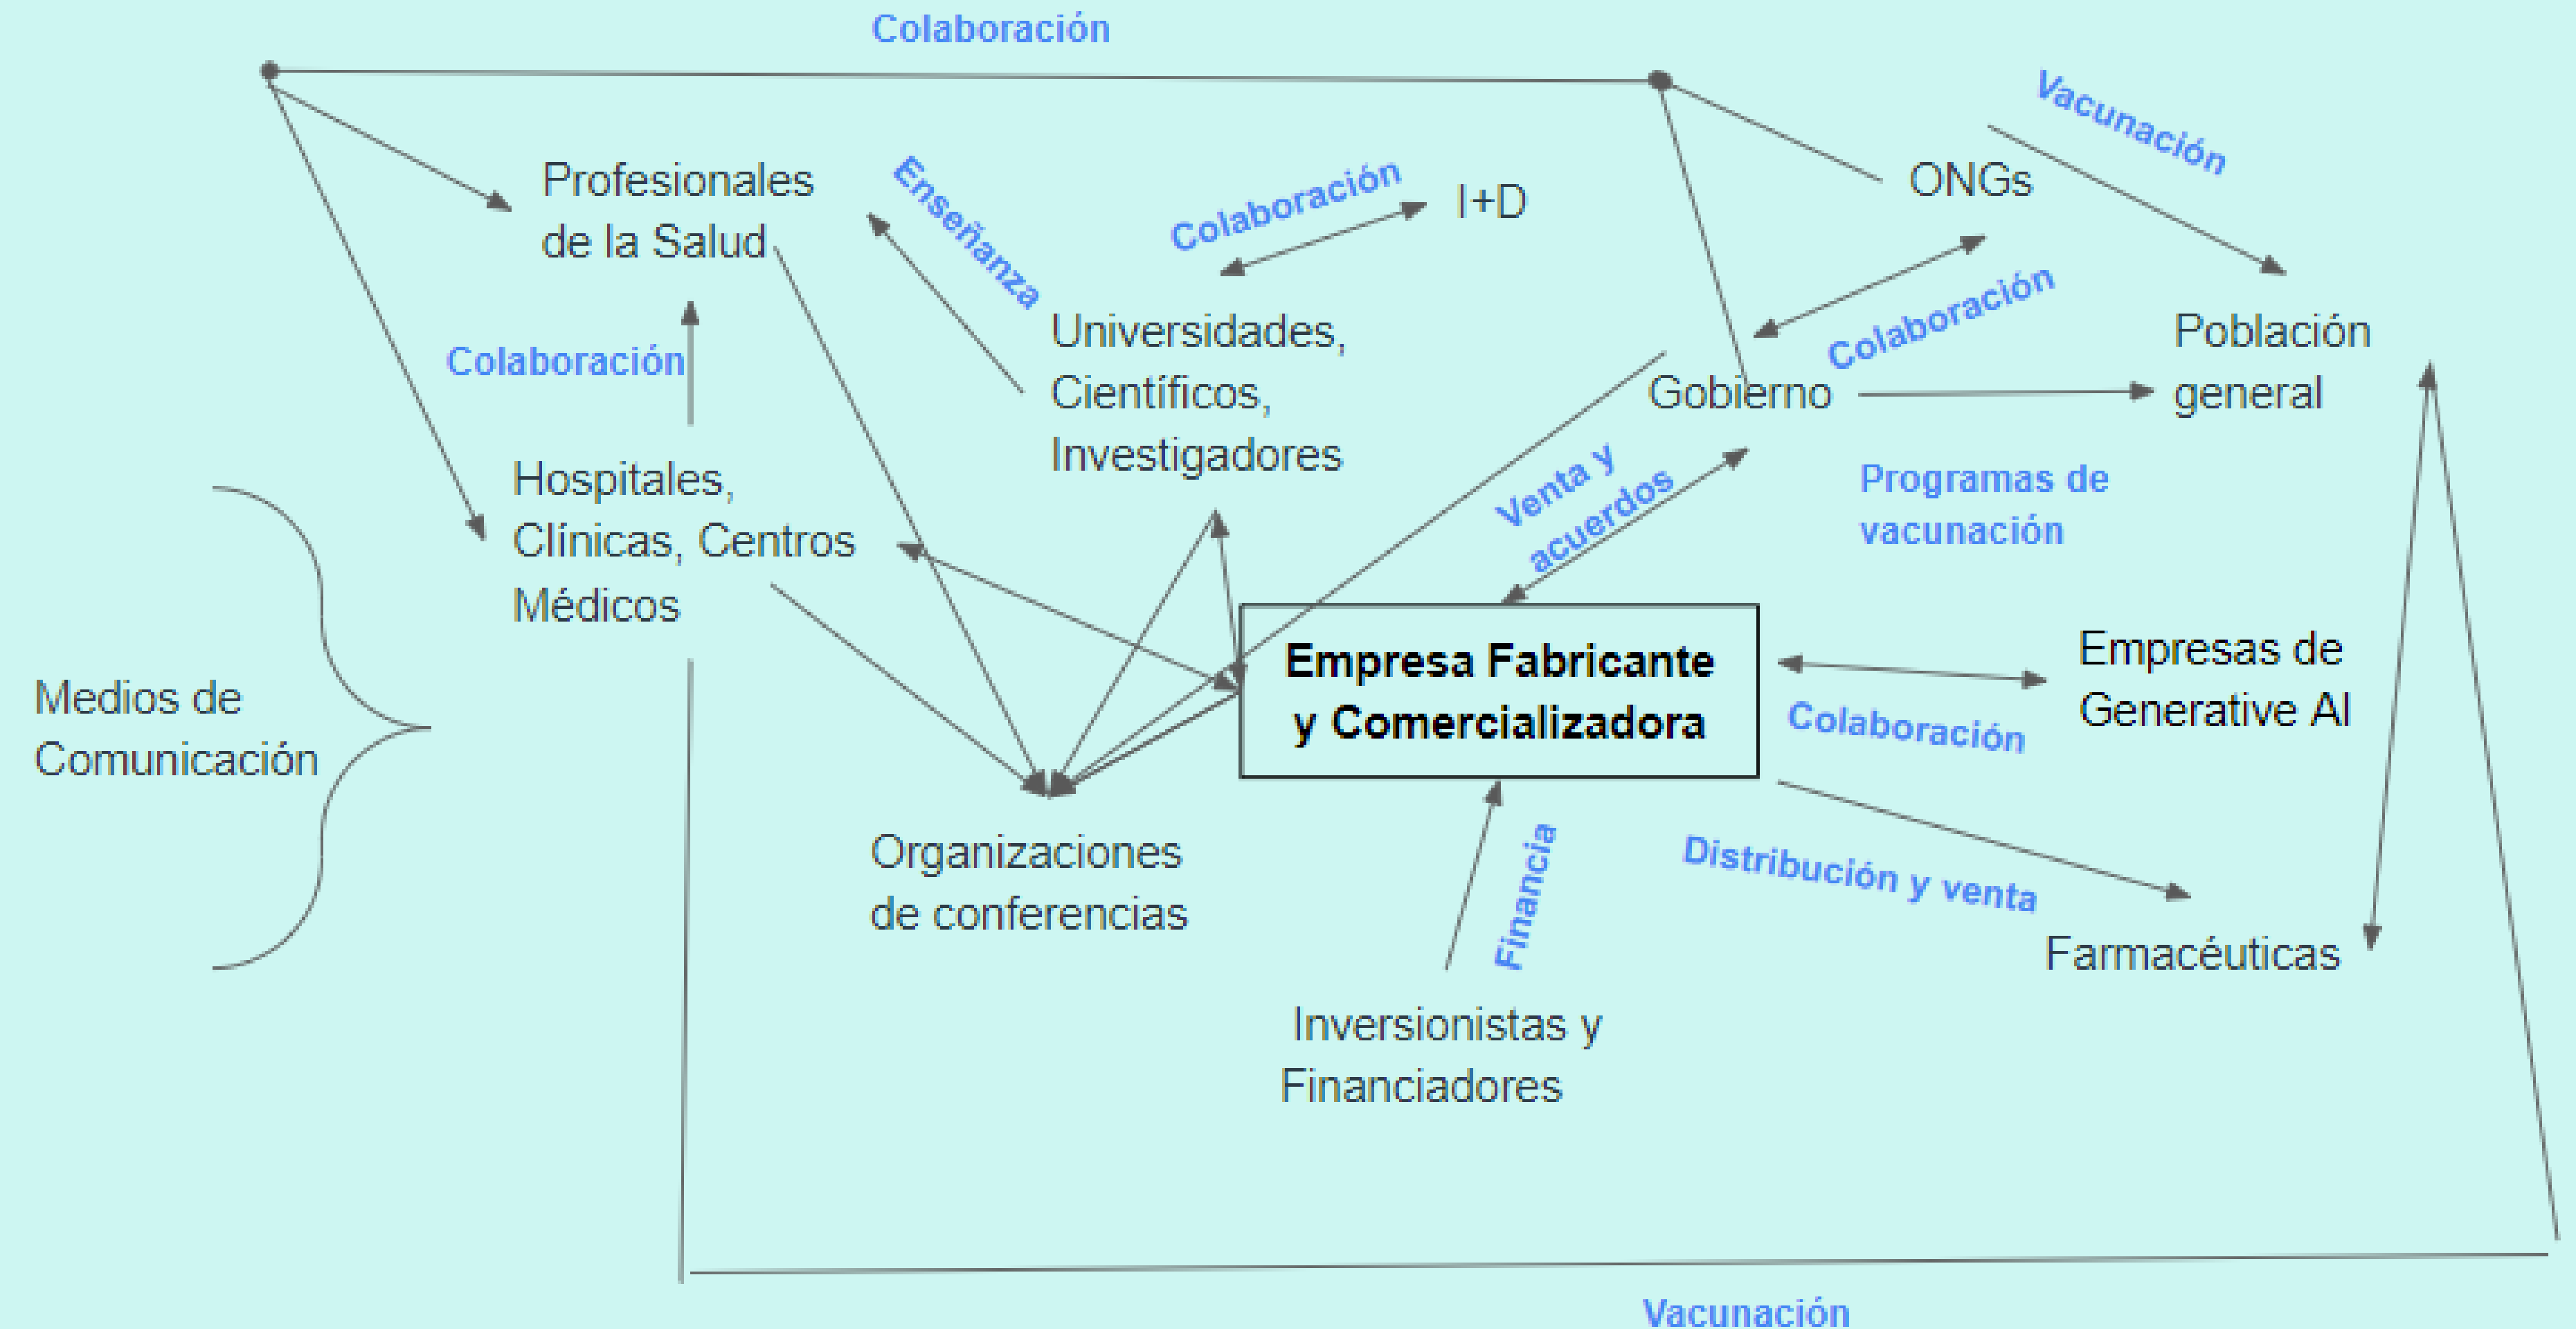 Colaboración
Vacunación
Profesionales
de la Salud
Enseñanza
Colaboración
I+D
ONGs
Colaboración
Universidades,
Científicos,
Investigadores
Colaboración
Gobierno
Población
general
Hospitales,
Clínicas, Centros
Médicos
Venta y
acuerdos
Programas de
vacunación
Medios de
Comunicación
Empresa Fabricante
y Comercializadora
Empresas de
Generative AI
Colaboración
Organizaciones
de conferencias
Financia
Distribución y venta
Farmacéuticas
Inversionistas y
Financiadores
Vacunación